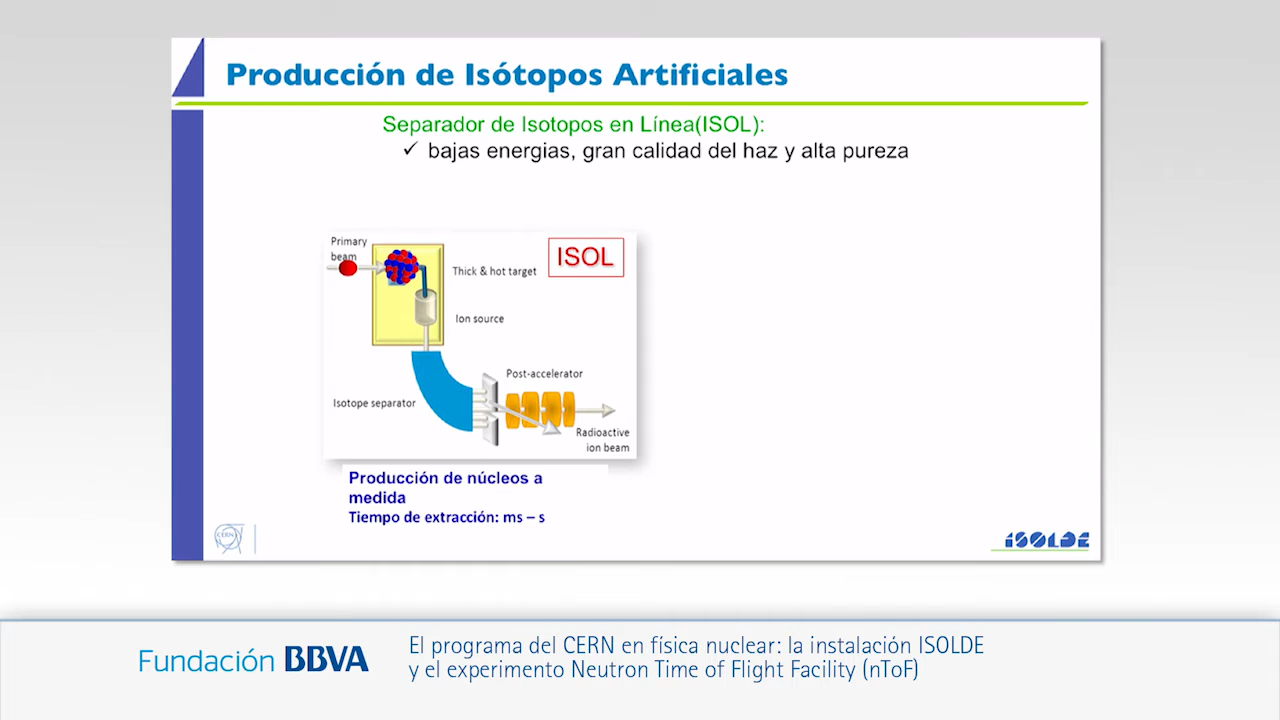 Producción de Isótopos Artificiales
Separador de Isotopos en Línea(ISOL):
✓ bajas energias, gran calidad del haz y alta pureza
Primary
beam
ISOL
Thick & hot target
Ion source
Post-accelerator
Isotope separator
Radioactive
ion beam
Producción de núcleos a
medida
Tiempo de extracción: ms – s
CERN
ISOLDE
Fundación BBVA
El programa del CERN en física nuclear: la instalación ISOLDE
y el experimento Neutron Time of Flight Facility (nToF)